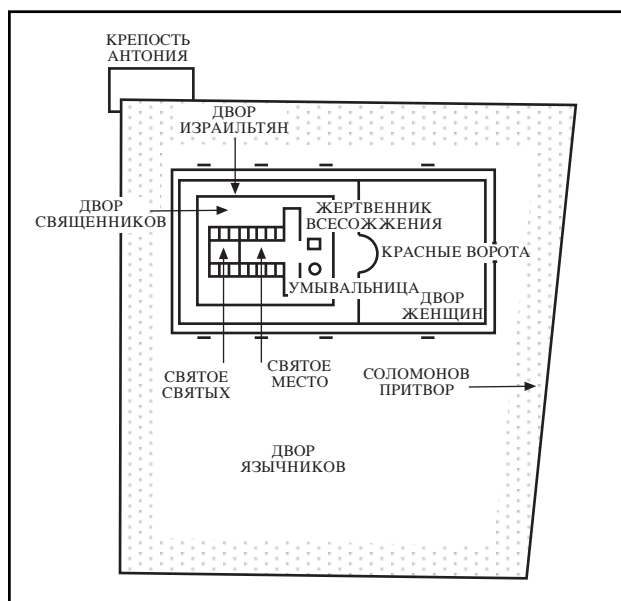 КРЕПОСТЬ
АНТОНИЯ
ДВОР
ИЗРАИЛЬТЯН
ДВОР
СВЯЩЕННИКОВ
ЖЕРТВЕННИК
ВСЕСОЖЖЕНИЯ
КРАСНЫЕ ВОРОТА
УМЫВАЛЬНИЦА
ДВОР
ЖЕНЩИН
СВЯТОЕ
СВЯТЫХ
СВЯТОЕ
МЕСТО
СОЛОМОНОВ
ПРИТВОР
ДВОР
ЯЗЫЧНИКОВ